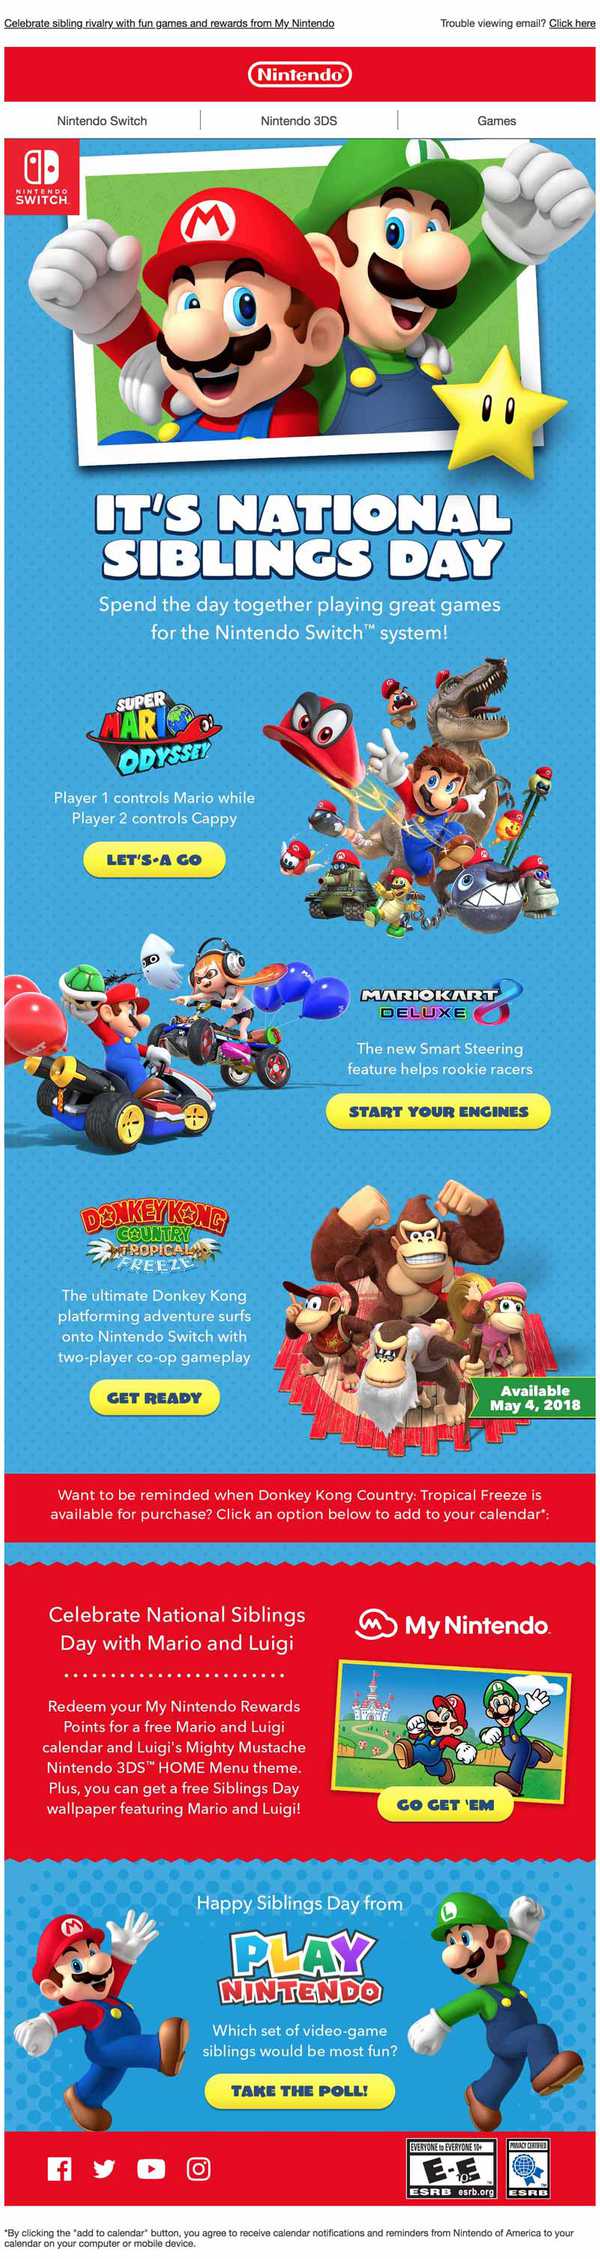 Celebrate sibling rivalry with fun games and rewards from My Nintendo
Trouble viewing email? Click here
Nintendo
Nintendo Switch
Nintendo 3DS
Games
NINTENDO
SWITCH
IT'S NATIONAL
SIBLINGS DAY
Spend the day together playing great games
for the Nintendo Switch™ system!
SUPER
MARIO
ODYSSEY
Player 1 controls Mario while
Player 2 controls Cappy
LET'S-A GO
MARIOKART 8
DELUXE
The new Smart Steering
feature helps rookie racers
START YOUR ENGINES
DONKEY KONG
COUNTRY
TROPICAL
FREEZE
The ultimate Donkey Kong
platforming adventure surfs
onto Nintendo Switch with
two-player co-op gameplay
GET READY
Available
May 4, 2018
Want to be reminded when Donkey Kong Country: Tropical Freeze is
available for purchase? Click an option below to add to your calendar*:
Celebrate National Siblings
Day with Mario and Luigi
Redeem your My Nintendo Rewards
Points for a free Mario and Luigi
calendar and Luigi's Mighty Mustache
Nintendo 3DS™ HOME Menu theme.
Plus, you can get a free Siblings Day
wallpaper featuring Mario and Luigi!
My Nintendo
GO GET 'EM
Happy Siblings Day from
PLAY
NINTENDO
Which set of video-game
siblings would be most fun?
TAKE THE POLL!
EVERYONE to EVERYONE 10+
E-E
10+
ESRB esrb.org
PRIVACY CERTIFIED
ESRB
*By clicking the "add to calendar" button, you agree to receive calendar notifications and reminders from Nintendo of America to your
calendar on your computer or mobile device.